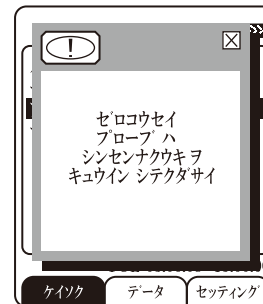 !
ゼロコウセイ
プローブ ハ
シンセンナクウキ ヲ
キュウイン シテクダサイ
ケイソク
データ
セッティング